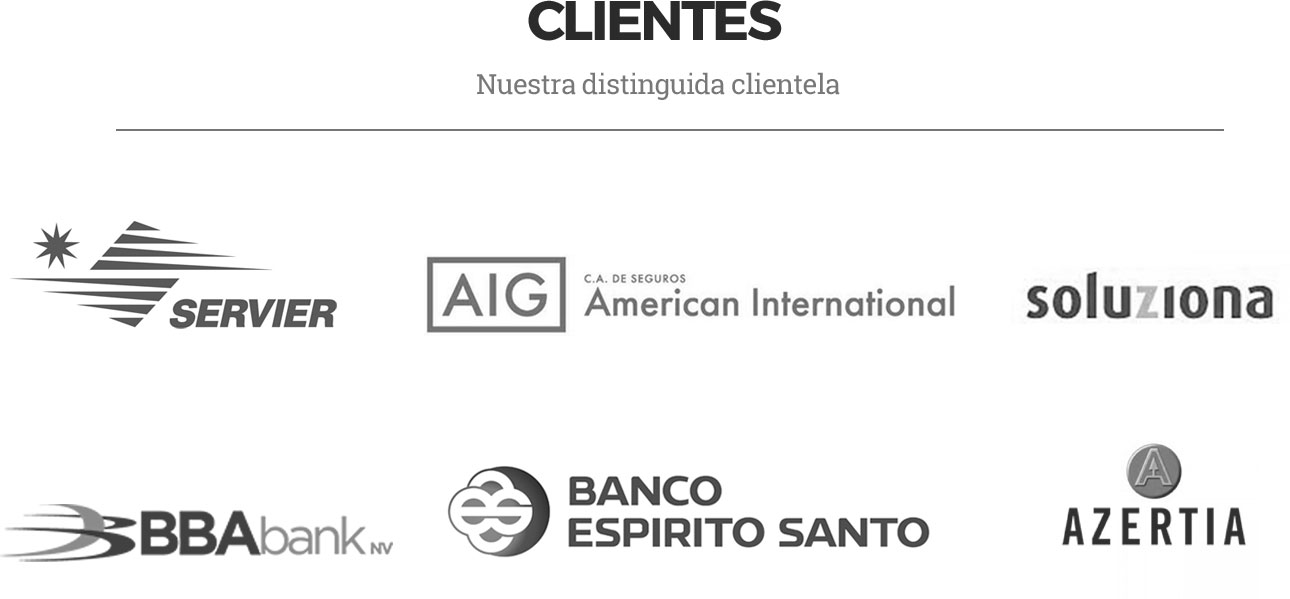 CLIENTES
Nuestra distinguida clientela
SERVIER
AIG
C.A. DE SEGUROS
American International
soluziona
BBAbank NV
BANCO
ESPIRITO SANTO
A
AZERTIA